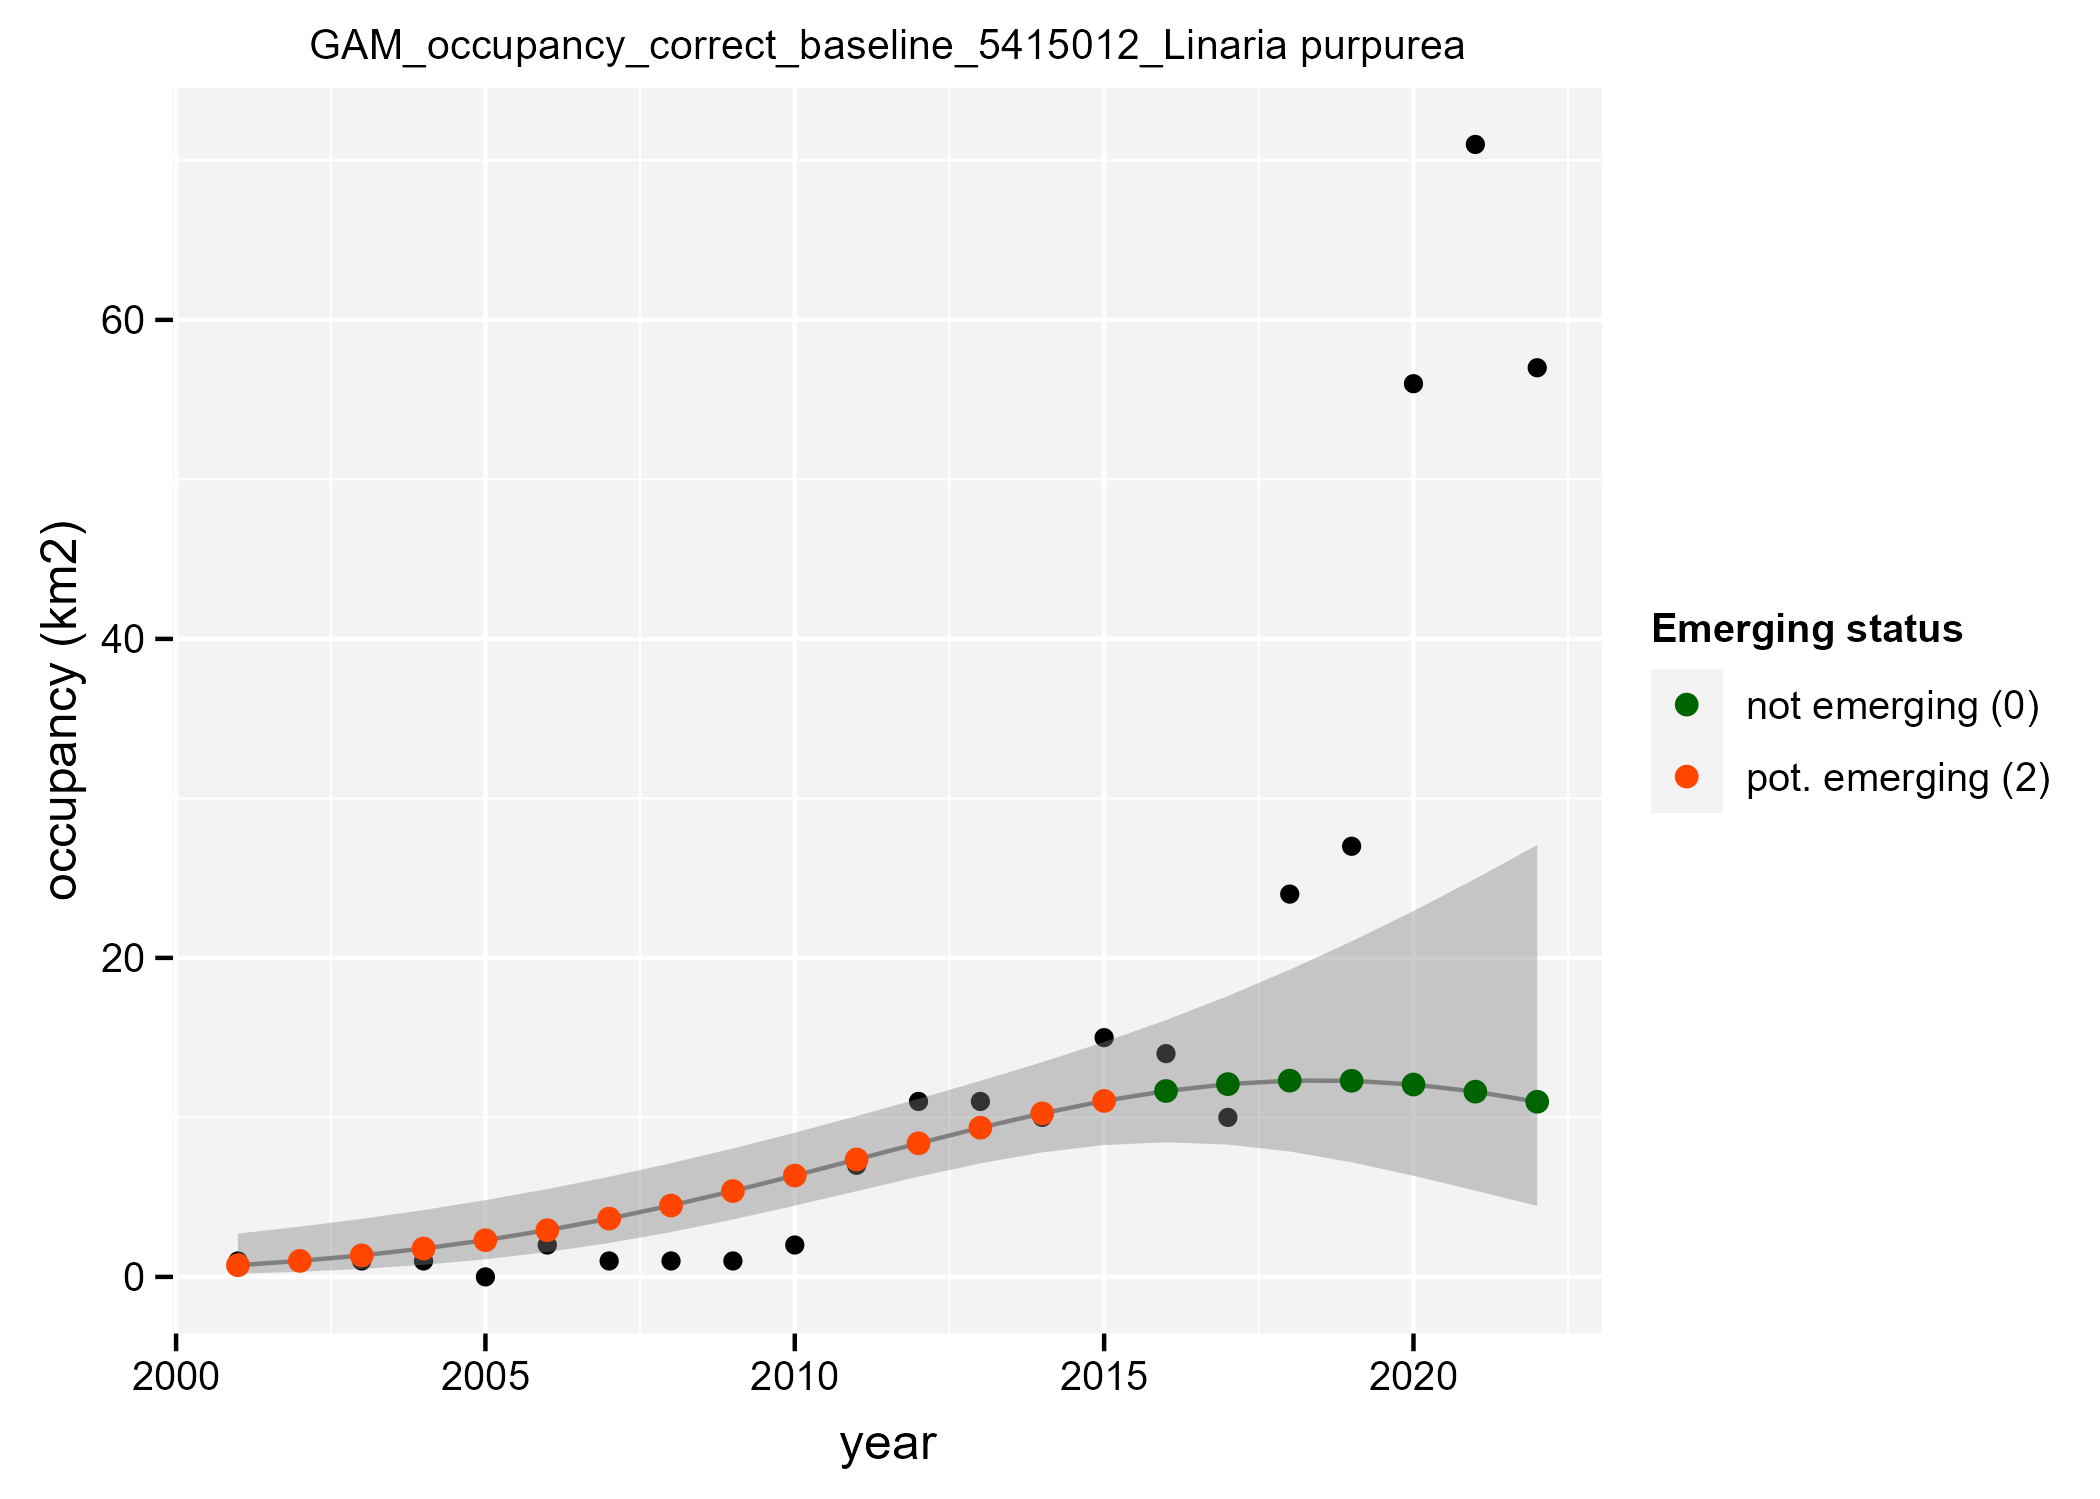 GAM_occupancy_correct_baseline_5415012_Linaria purpurea
occupancy (km2)
60
40
20
0
2000 2005 2010 2015 2020
year
Emerging status
not emerging (0)
pot. emerging (2)